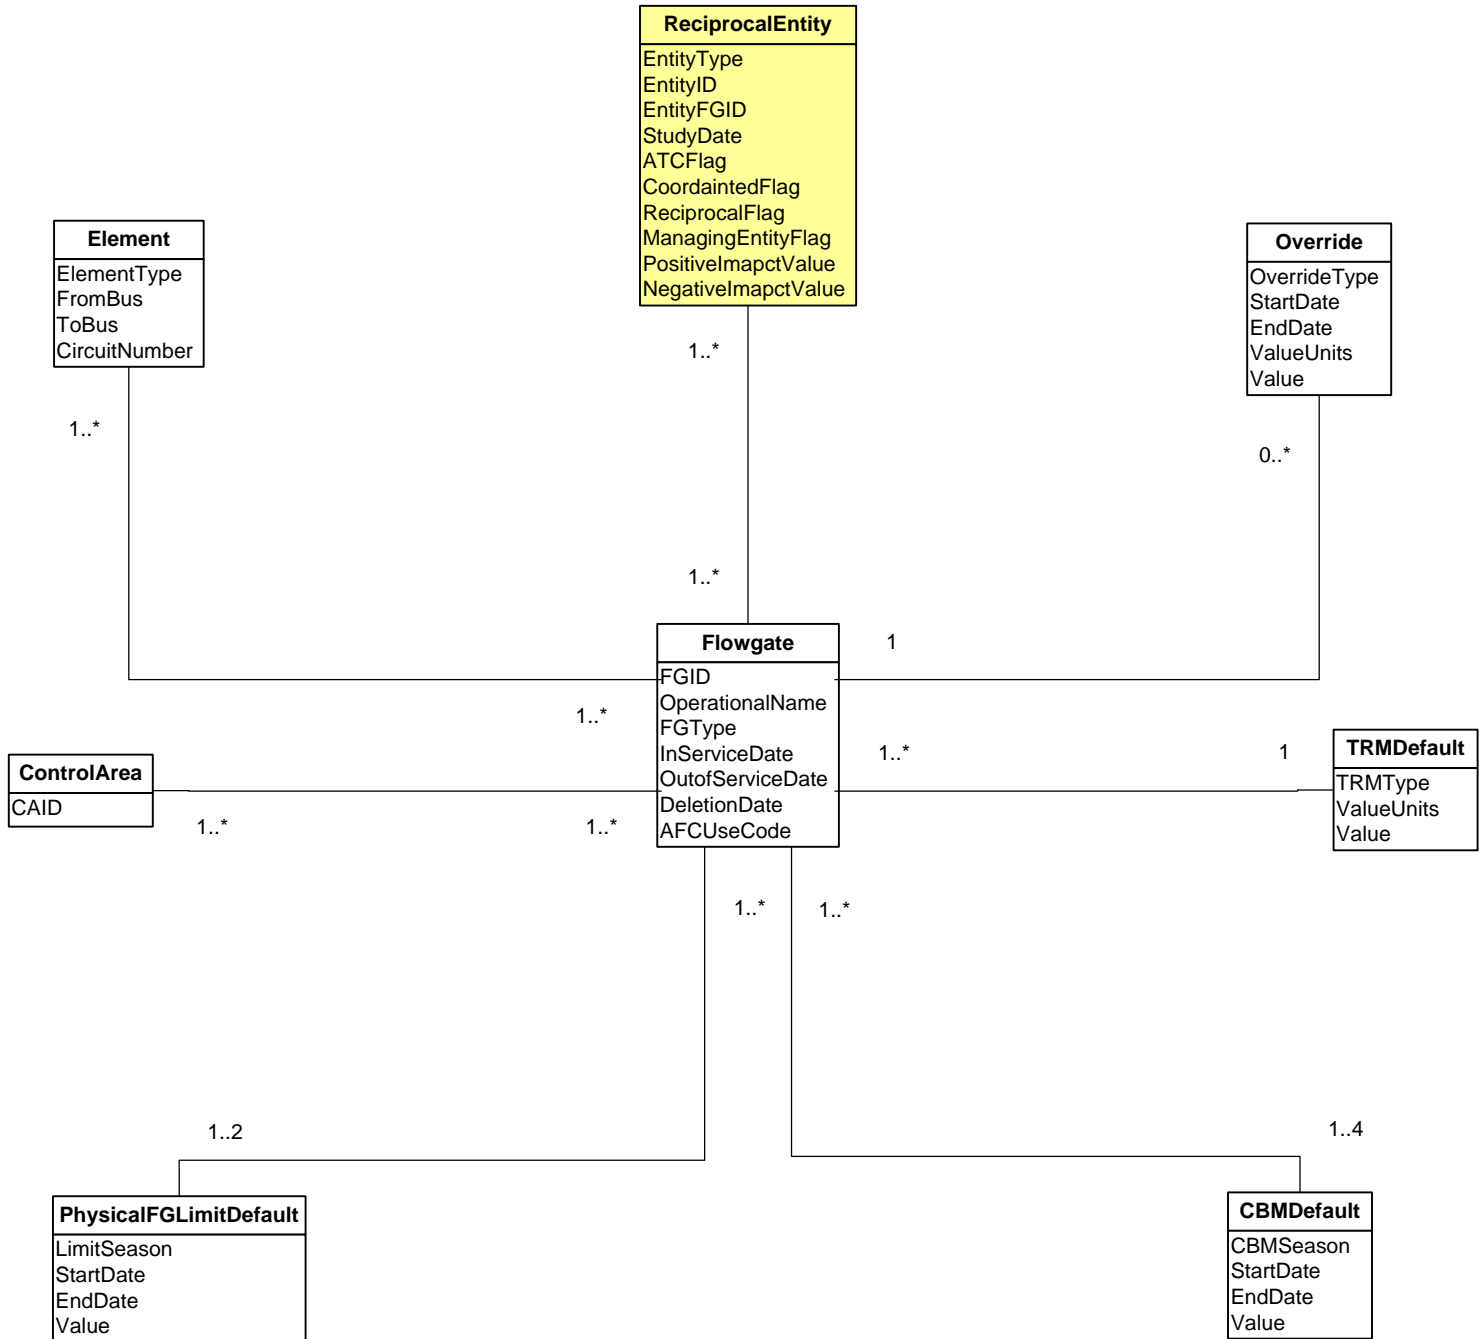 ReciprocalEntity
EntityType
EntityID
EntityFGID
StudyDate
ATCFlag
CoordaintedFlag
ReciprocalFlag
ManagingEntityFlag
PositiveImapctValue
NegativeImapctValue
Element
ElementType
FromBus
ToBus
CircuitNumber
Override
OverrideType
StartDate
EndDate
ValueUnits
Value
1..*
1..*
0..*
1..*
Flowgate
FGID
OperationalName
FGType
InServiceDate
OutofServiceDate
DeletionDate
AFCUseCode
1
1..*
1..*
1
ControlArea
CAID
TRMDefault
TRMType
ValueUnits
Value
1..*
1..*
1..*
1..*
1..2
1..4
PhysicalFGLimitDefault
LimitSeason
StartDate
EndDate
Value
CBMDefault
CBMSeason
StartDate
EndDate
Value